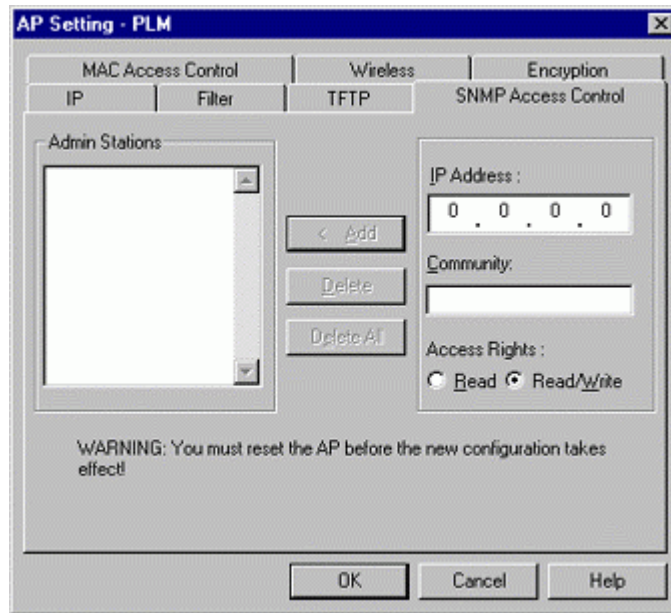 AP Setting - PLM
MAC Access Control
Wireless
Encryption
IP
Filter
TFTP
SNMP Access Control
Admin Stations
IP Address :
0 . 0 . 0 . 0
< Add
Community:
Delete
Delete All
Access Rights :
Read
Read/Write
WARNING: You must reset the AP before the new configuration takes
effect!
OK
Cancel
Help